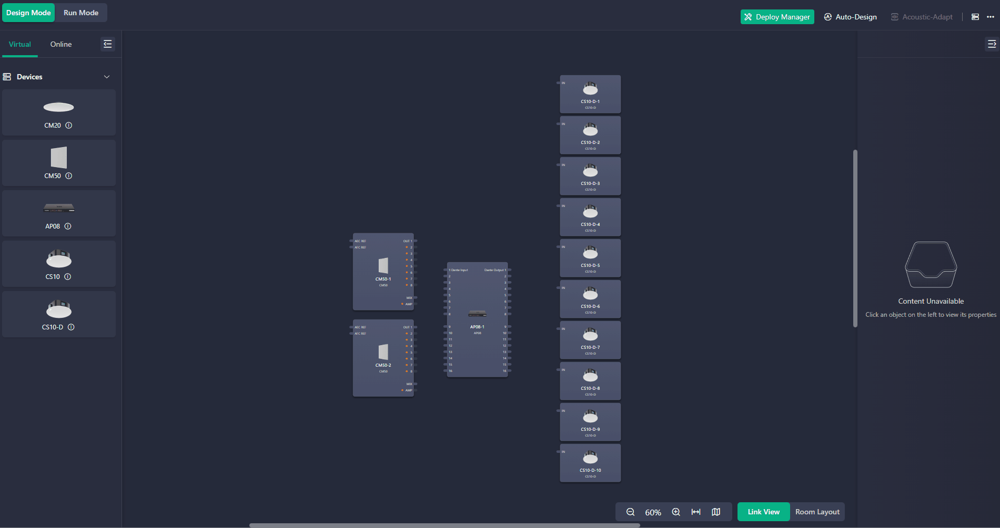 Design Mode
Run Mode
Deploy Manager
Auto-Design
Acoustic-Adapt
Virtual
Online
Devices
CM20
CM50
AP08
CS10
CS10-D
AEC REF
AFC REF
OUT 1
2
3
4
5
6
7
8
MIX
AMP
CM50-1
CM50
AEC REF
AFC REF
OUT 1
2
3
4
5
6
7
8
MIX
AMP
CM50-2
CM50
1 Dante Input
2
3
4
5
6
7
8
9
10
11
12
13
14
15
16
Dante Output 1
2
3
4
5
6
7
8
9
10
11
12
13
14
15
16
AP08-1
AP08
IN
CS10-D-1
CS10-D
IN
CS10-D-2
CS10-D
IN
CS10-D-3
CS10-D
IN
CS10-D-4
CS10-D
IN
CS10-D-5
CS10-D
IN
CS10-D-6
CS10-D
IN
CS10-D-7
CS10-D
IN
CS10-D-8
CS10-D
IN
CS10-D-9
CS10-D
IN
CS10-D-10
CS10-D
Content Unavailable
Click an object on the left to view its properties
60%
Link View
Room Layout